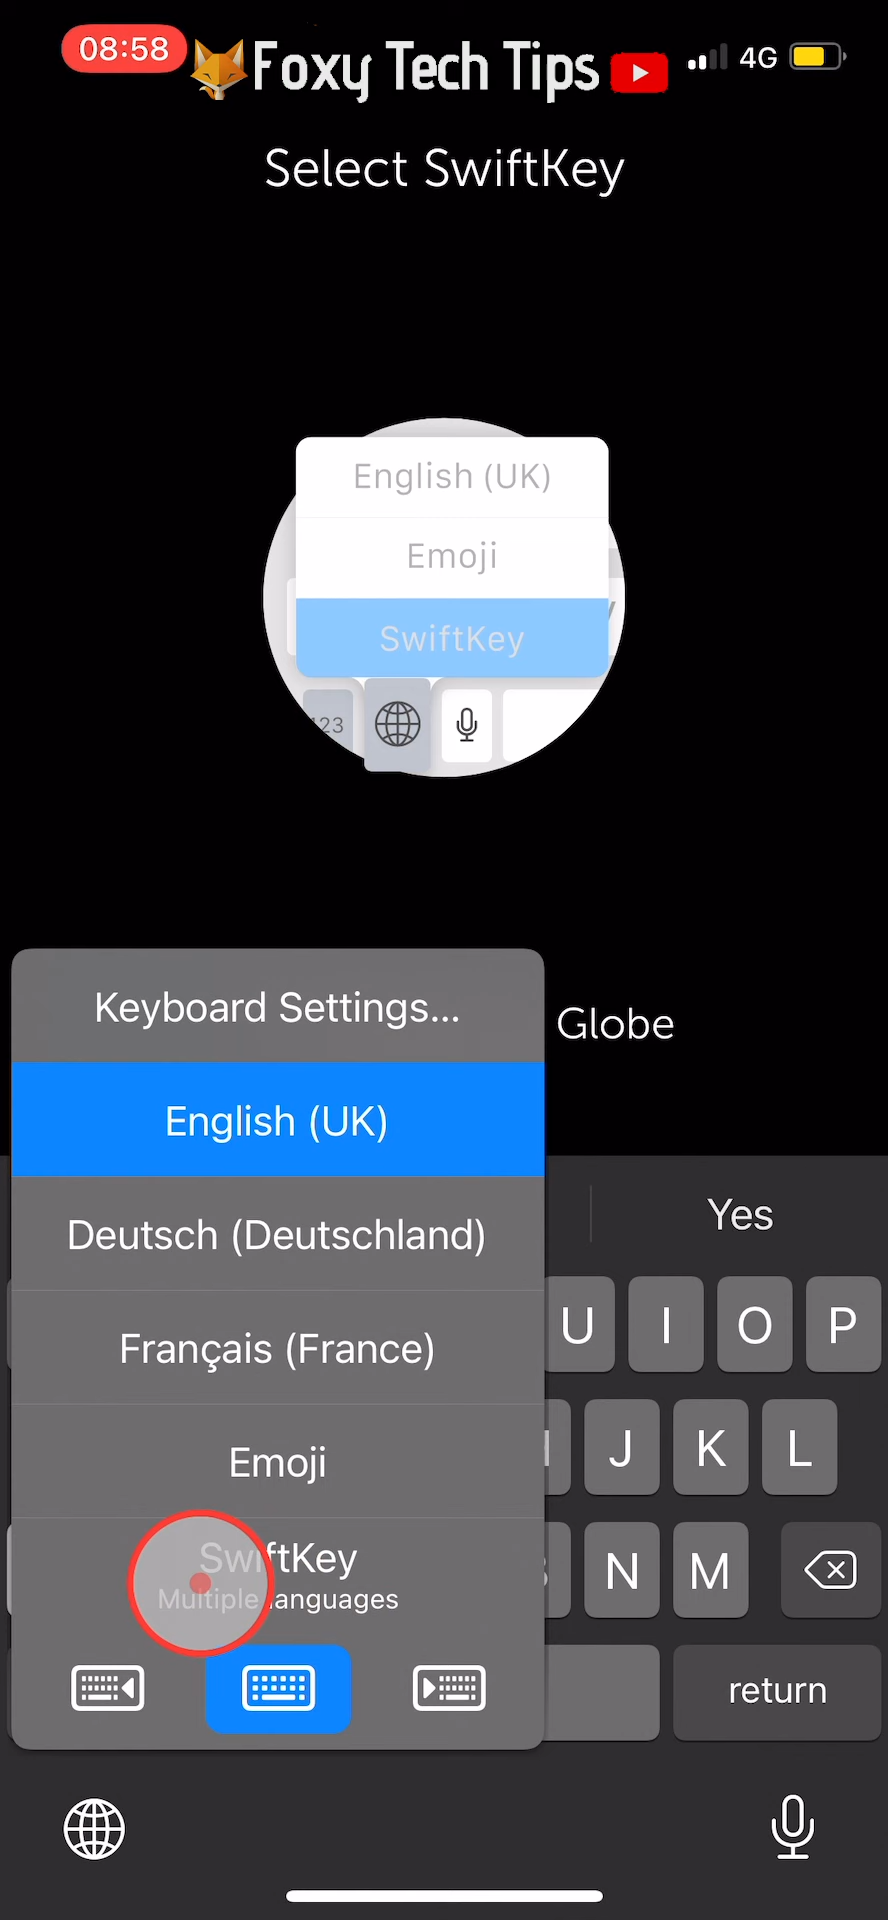 08:58
Foxy Tech Tips
4G
Select SwiftKey
English (UK)
Emoji
SwiftKey
123
Keyboard Settings...
Globe
English (UK)
Yes
Deutsch (Deutschland)
U I O P
Français (France)
J K L
Emoji
SwiftKey
Multiple languages
N M
return